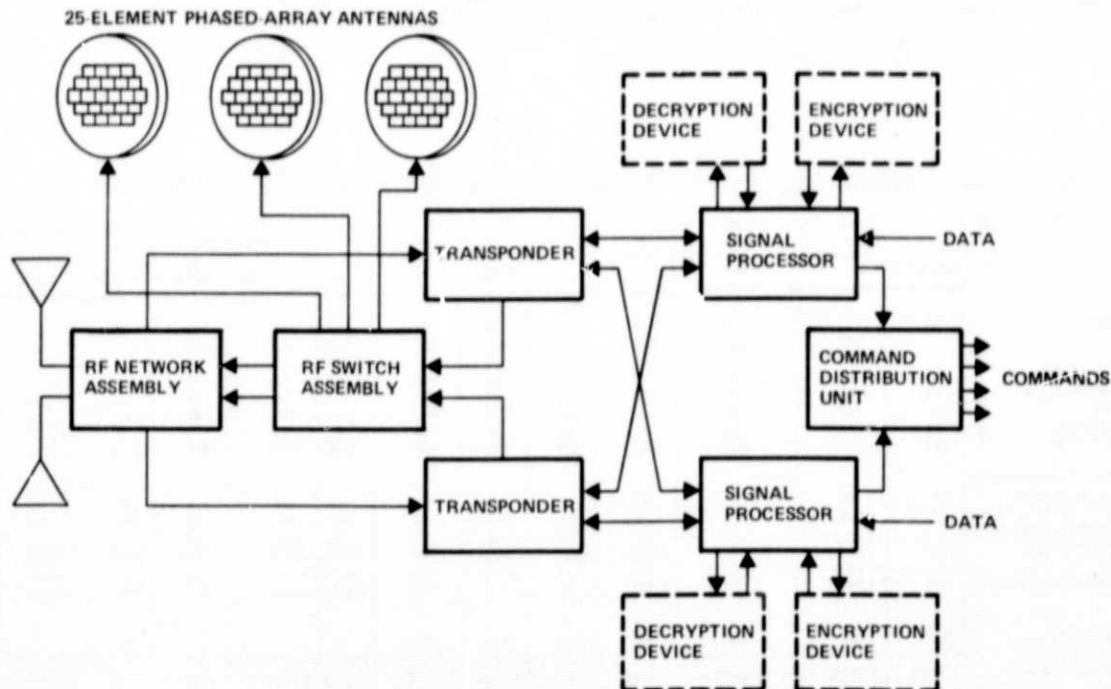 25-ELEMENT PHASED-ARRAY ANTENNAS
DECRYPTION
DEVICE
ENCRYPTION
DEVICE
TRANSPONDER
SIGNAL
PROCESSOR
DATA
RF NETWORK
ASSEMBLY
RF SWITCH
ASSEMBLY
COMMAND
DISTRIBUTION
UNIT
COMMANDS
TRANSPONDER
SIGNAL
PROCESSOR
DATA
DECRYPTION
DEVICE
ENCRYPTION
DEVICE